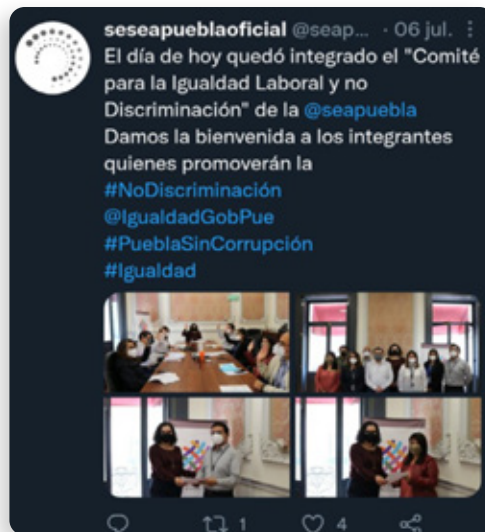 seseapueblaoficial @seap... · 06 jul.
El día de hoy quedó integrado el "Comité
para la Igualdad Laboral y no
Discriminación" de la @seapuebla
Damos la bienvenida a los integrantes
quienes promoverán la
#NoDiscriminación
@IgualdadGobPue
#PueblaSinCorrupción
#Igualdad
1 4